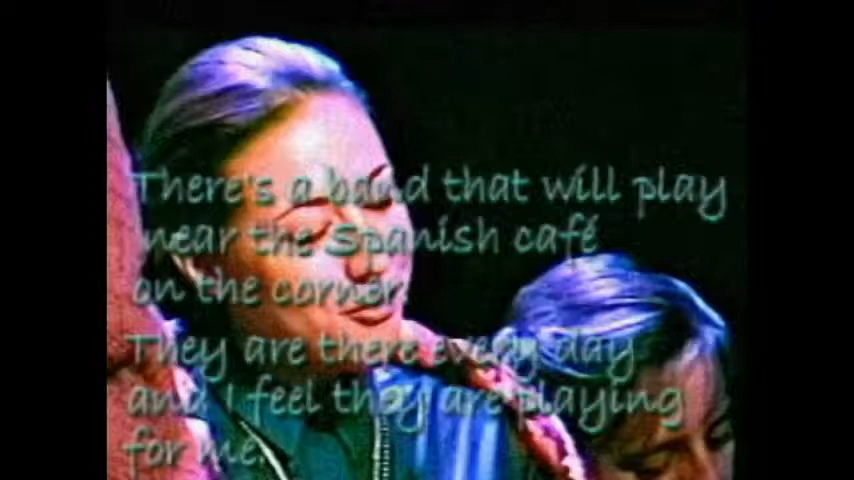 There's a band that will play
near the Spanish café
on the corner.
They are there every day
and I feel they are playing
for me.